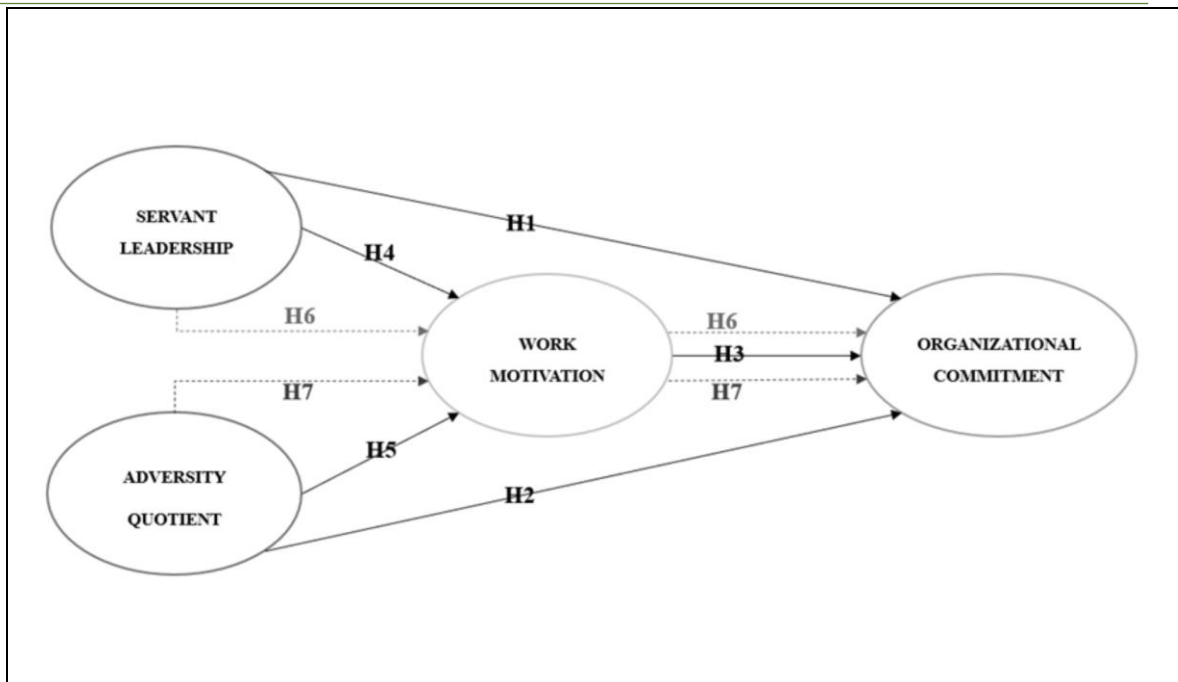 SERVANT
LEADERSHIP
H1
H4
H6
WORK
MOTIVATION
H6
H3
H7
ORGANIZATIONAL
COMMITMENT
H7
H5
ADVERSITY
QUOTIENT
H2